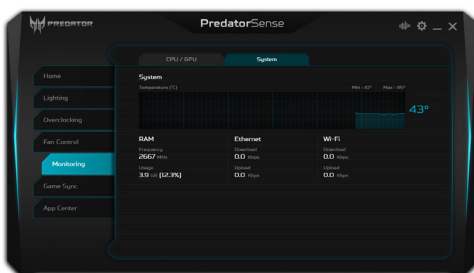 PREDATOR
PredatorSense
CPU / GPU
System
Home
Lighting
Overclocking
Fan Control
Monitoring
Game Sync
App Center
System
Temperature (°C)
Min : 41° Max : 45°
43°
RAM
Frequency
2667 MHz
Usage
3.9 GB (12.3%)
Ethernet
Download
0.0 Kbps
Upload
0.0 Kbps
Wi-Fi
Download
0.0 Kbps
Upload
0.0 Kbps